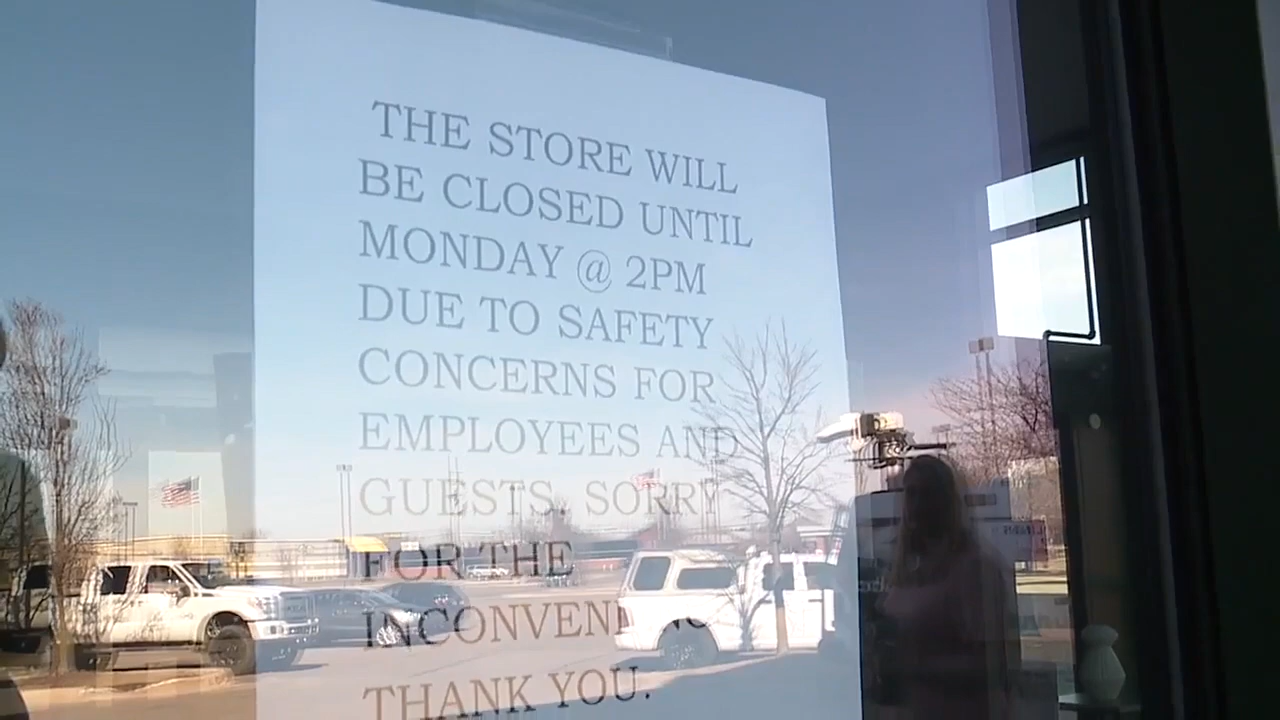 THE STORE WILL
BE CLOSED UNTIL
MONDAY @ 2PM
DUE TO SAFETY
CONCERNS FOR
EMPLOYEES AND
GUESTS. SORRY
FOR THE
THANK YOU.